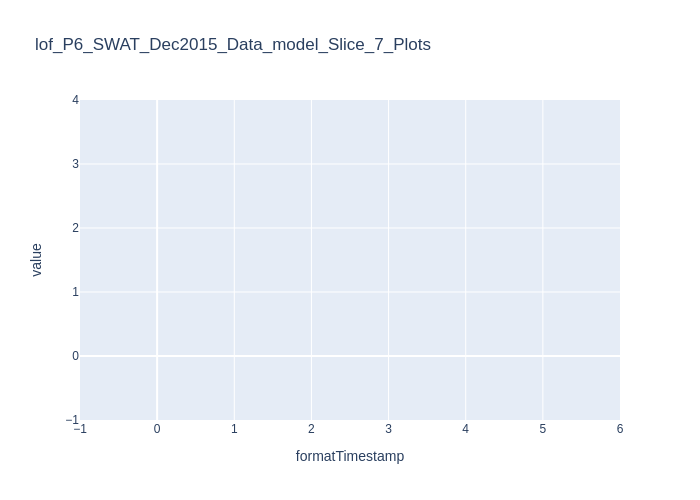 lof_P6_SWAT_Dec2015_Data_model_Slice_7_Plots
4
3
2
1
0
−1
value
−1 0 1 2 3 4 5 6
formatTimestamp